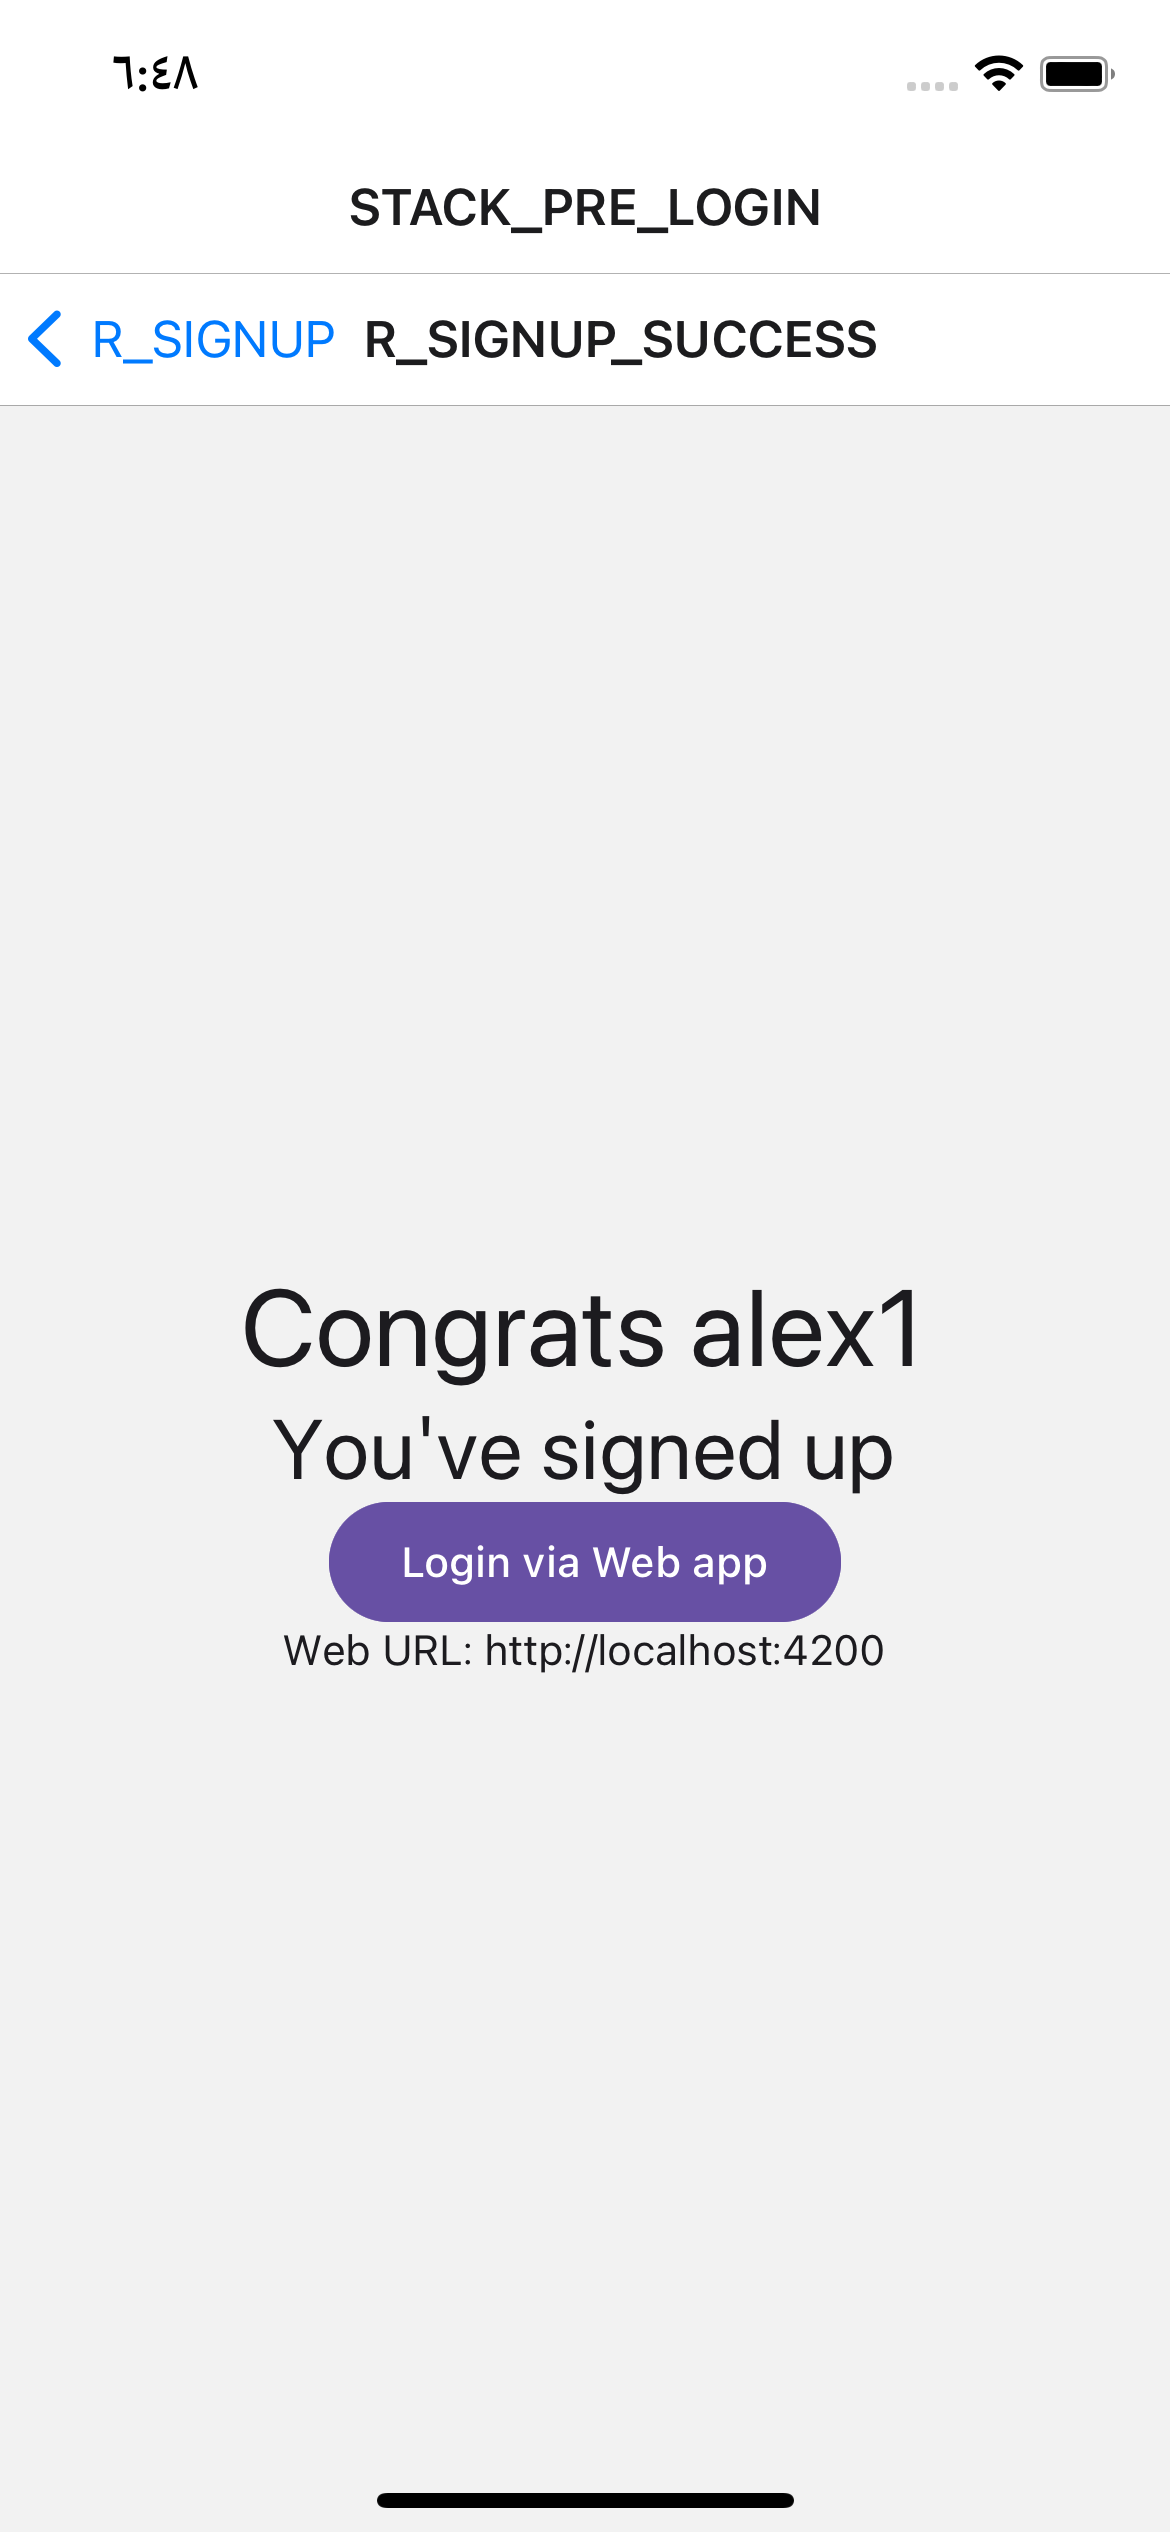 ٦:٤٨
STACK_PRE_LOGIN
R_SIGNUP R_SIGNUP_SUCCESS
Congrats alex1
You've signed up
Login via Web app
Web URL: http://localhost:4200